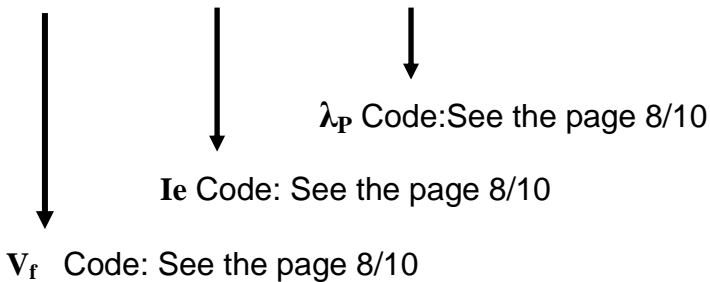 λP Code:See the page 8/10
Ie Code: See the page 8/10
Vf Code: See the page 8/10